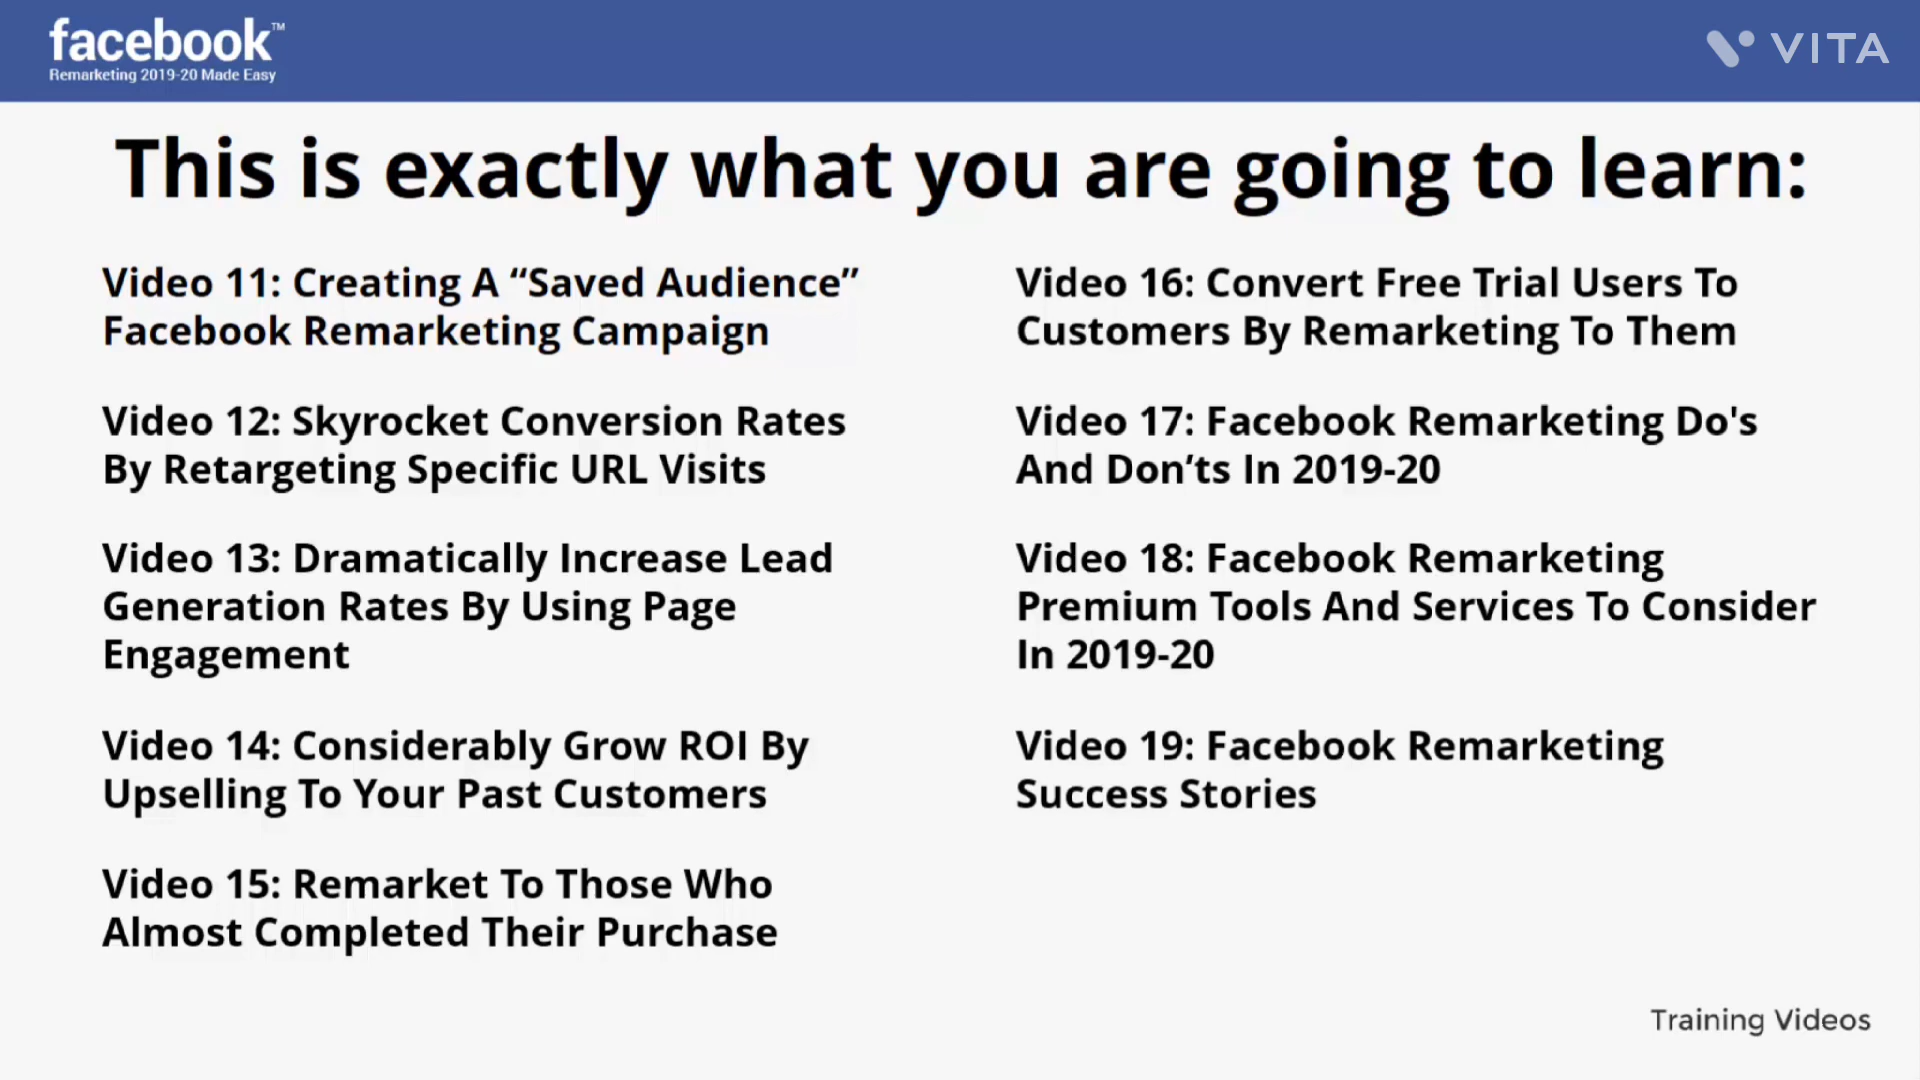 facebook™
Remarketing 2019-20 Made Easy
VITA
This is exactly what you are going to learn:
Video 11: Creating A “Saved Audience”
Facebook Remarketing Campaign
Video 12: Skyrocket Conversion Rates
By Retargeting Specific URL Visits
Video 13: Dramatically Increase Lead
Generation Rates By Using Page
Engagement
Video 14: Considerably Grow ROI By
Upselling To Your Past Customers
Video 15: Remarket To Those Who
Almost Completed Their Purchase
Video 16: Convert Free Trial Users To
Customers By Remarketing To Them
Video 17: Facebook Remarketing Do's
And Don’ts In 2019-20
Video 18: Facebook Remarketing
Premium Tools And Services To Consider
In 2019-20
Video 19: Facebook Remarketing
Success Stories
Training Videos